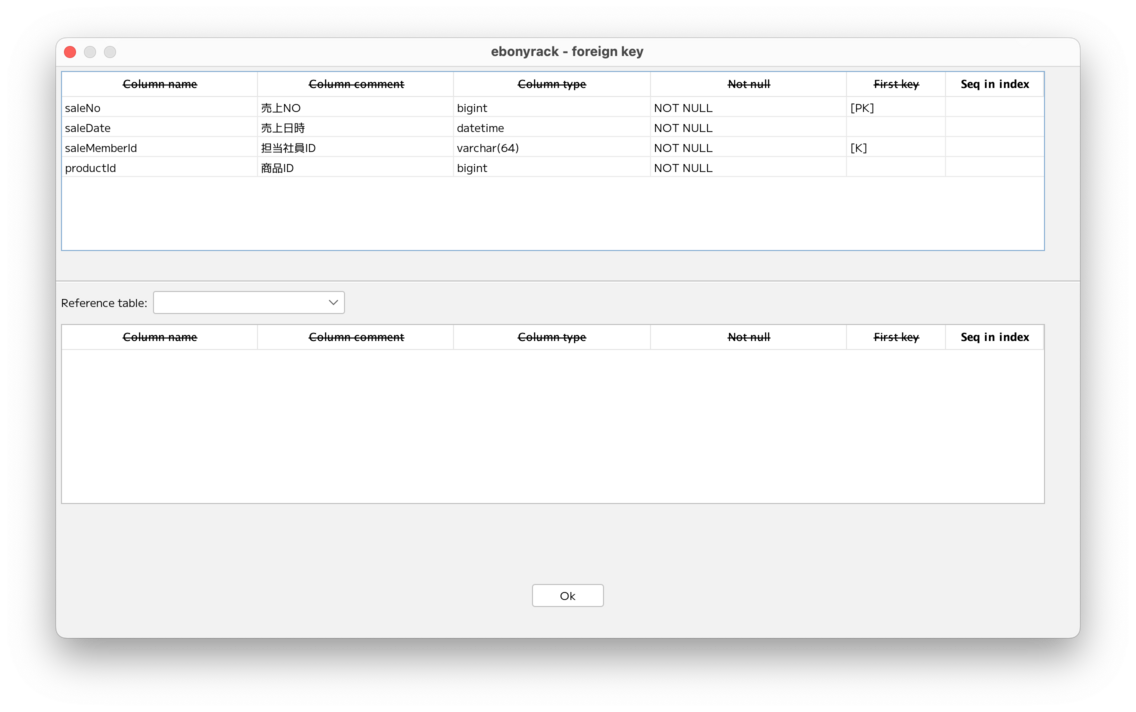 ebonyrack - foreign key
Column name Column comment Column type Not null First key Seq in index
saleNo 売上NO bigint NOT NULL [PK]
saleDate 売上日時 datetime NOT NULL
saleMemberId 担当社員ID varchar(64) NOT NULL [K]
productId 商品ID bigint NOT NULL
Reference table:
Column name Column comment Column type Not null First key Seq in index
Ok